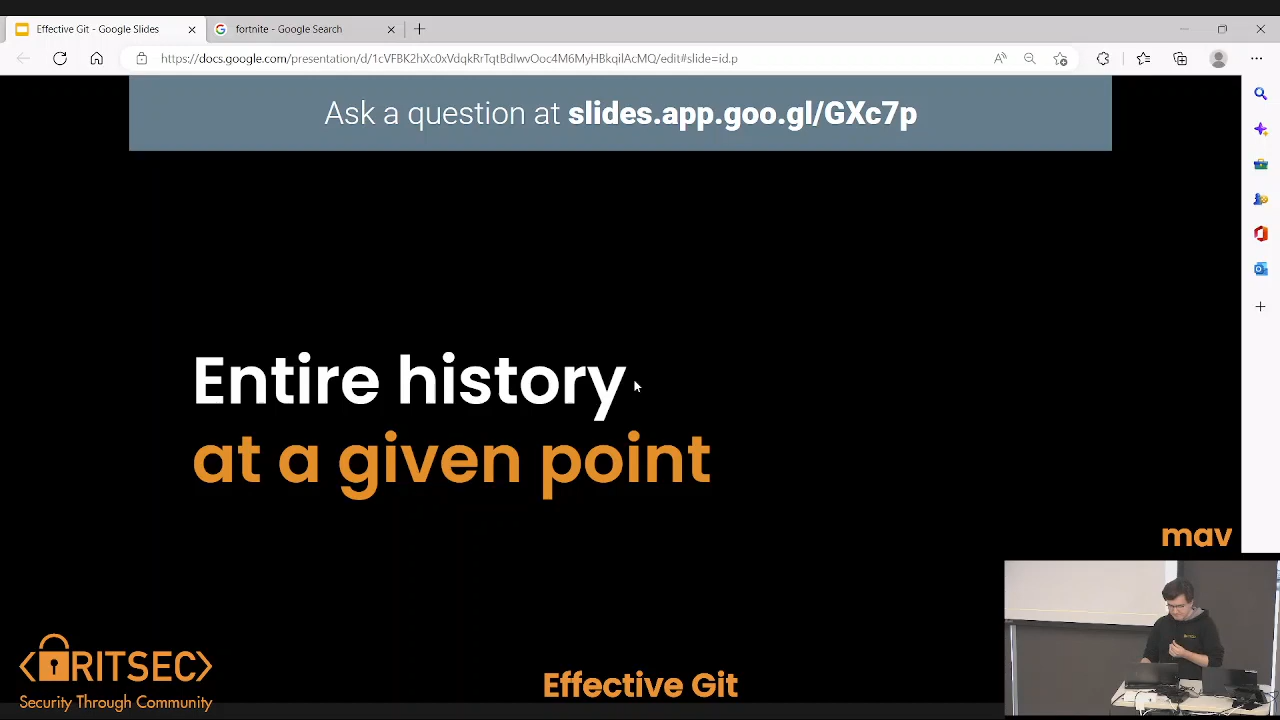 Effective Git - Google Slides
fortnite - Google Search
https://docs.google.com/presentation/d/1cVFBK2hXc0xVdqkRrTqtBdIwvOoc4M6MyHBkqilAcMQ/edit#slide=id.p
Ask a question at slides.app.goo.gl/GXc7p
Entire history
at a given point
mav
RITSEC
Security Through Community
Effective Git